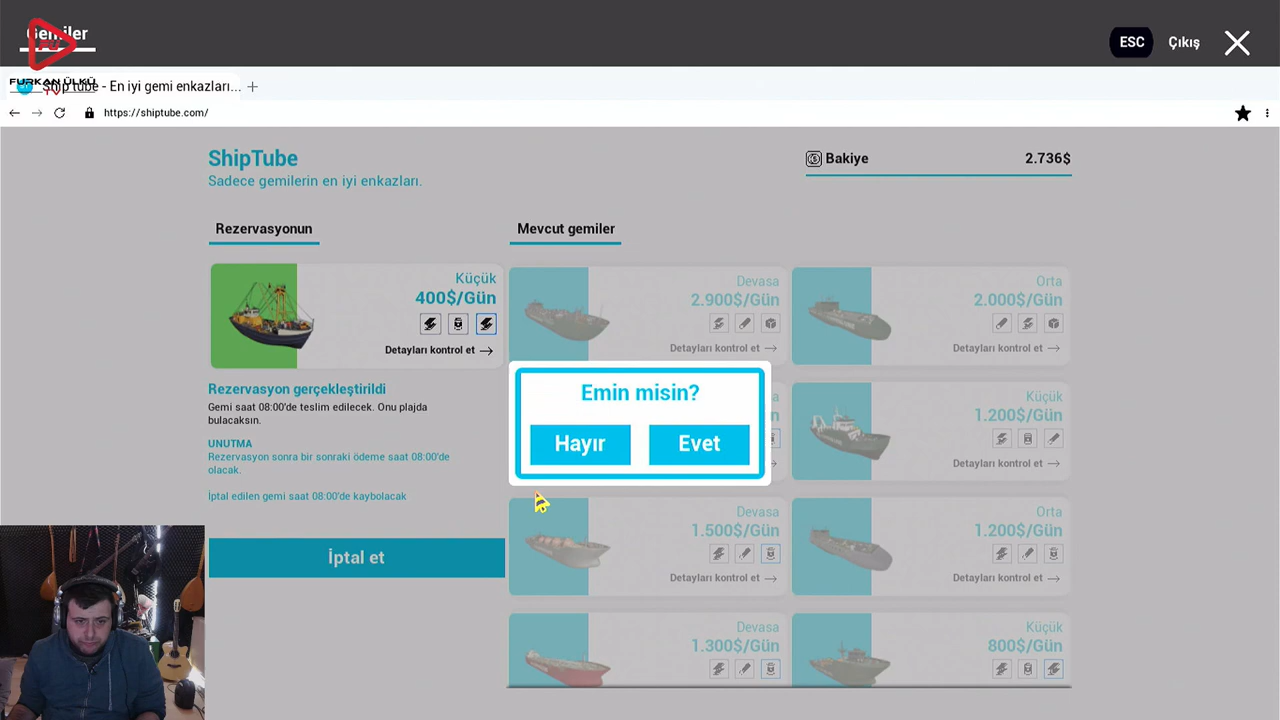 Gemiler
ESC
Çıkış
FURKAN ÜLKÜ
TV
Ship tube - En iyi gemi enkazları...
https://shiptube.com/
ShipTube
Sadece gemilerin en iyi enkazları.
Bakiye
2.736$
Rezervasyonun
Mevcut gemiler
Küçük
400$/Gün
Detayları kontrol et
Rezervasyon gerçekleştirildi
Gemi saat 08:00'de teslim edilecek. Onu plajda
bulacaksın.
UNUTMA
Rezervasyon sonra bir sonraki ödeme saat 08:00'de
olacak.
İptal edilen gemi saat 08:00'de kaybolacak
İptal et
Devasa
2.900$/Gün
Detayları kontrol et
Orta
2.000$/Gün
Detayları kontrol et
Emin misin?
Hayır
Evet
Küçük
1.200$/Gün
Detayları kontrol et
Devasa
1.500$/Gün
Detayları kontrol et
Orta
1.200$/Gün
Detayları kontrol et
Devasa
1.300$/Gün
Küçük
800$/Gün